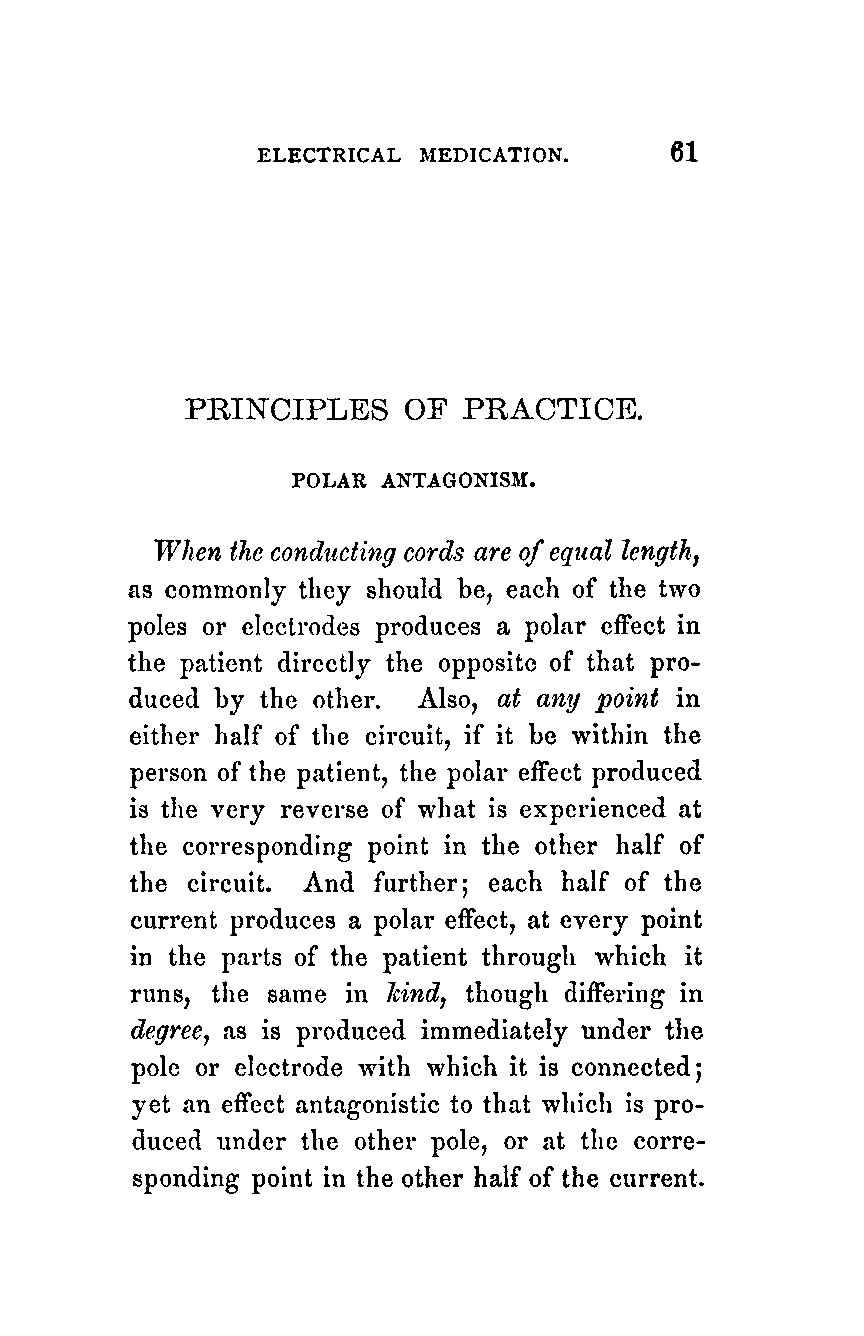 ELECTRICAL MEDICATION. 61
PRINCIPLES OF PRACTICE.
POLAR ANTAGONISM.
When the conducting cords are of equal length,
as commonly they should be, each of the two
poles or electrodes produces a polar effect in
the patient directly the opposite of that pro-
duced by the other. Also, at any point in
either half of the circuit, if it be within the
person of the patient, the polar effect produced
is the very reverse of what is experienced at
the corresponding point in the other half of
the circuit. And further; each half of the
current produces a polar effect, at every point
in the parts of the patient through which it
runs, the same in kind, though differing in
degree, as is produced immediately under the
pole or electrode with which it is connected;
yet an effect antagonistic to that which is pro-
duced under the other pole, or at the corre-
sponding point in the other half of the current.